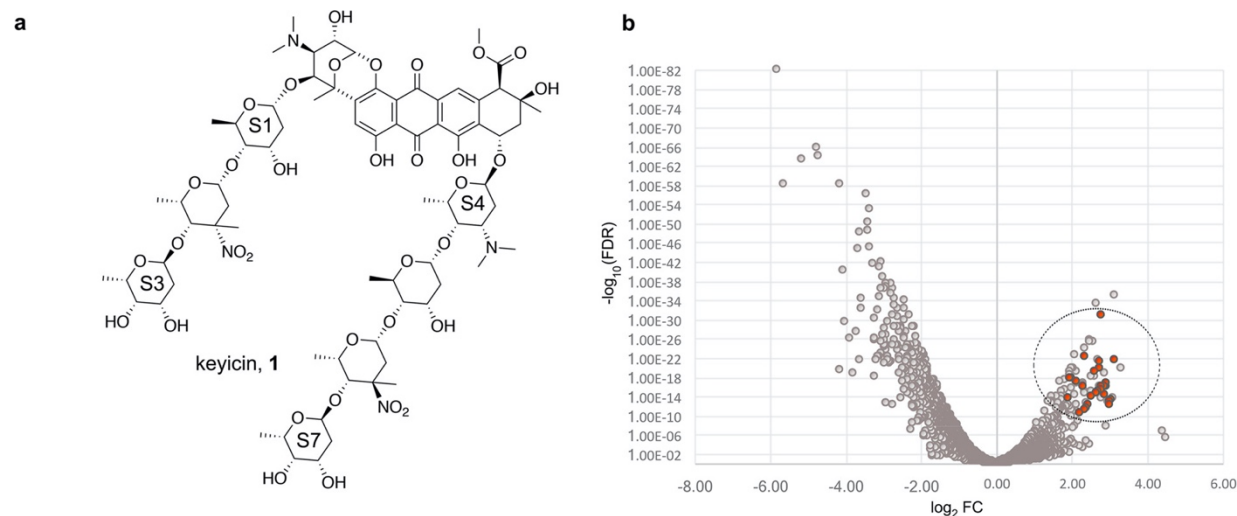 a
OH
N
OH
O
O
O
O
O
O
O
OH
O
S1
OH
OH
O
OH
O
O
OH
O
O
S4
O
O
N
NO₂
O
O
S3
HO
OH
O
OH
O
keyicin, 1
O
NO₂
O
O
S7
HO
OH
b
1.00E-82
1.00E-78
1.00E-74
1.00E-70
1.00E-66
1.00E-62
1.00E-58
1.00E-54
1.00E-50
1.00E-46
1.00E-42
1.00E-38
1.00E-34
1.00E-30
1.00E-26
1.00E-22
1.00E-18
1.00E-14
1.00E-10
1.00E-06
1.00E-02
-log₁₀(FDR)
-8.00 -6.00 -4.00 -2.00 0.00 2.00 4.00 6.00
log₂ FC